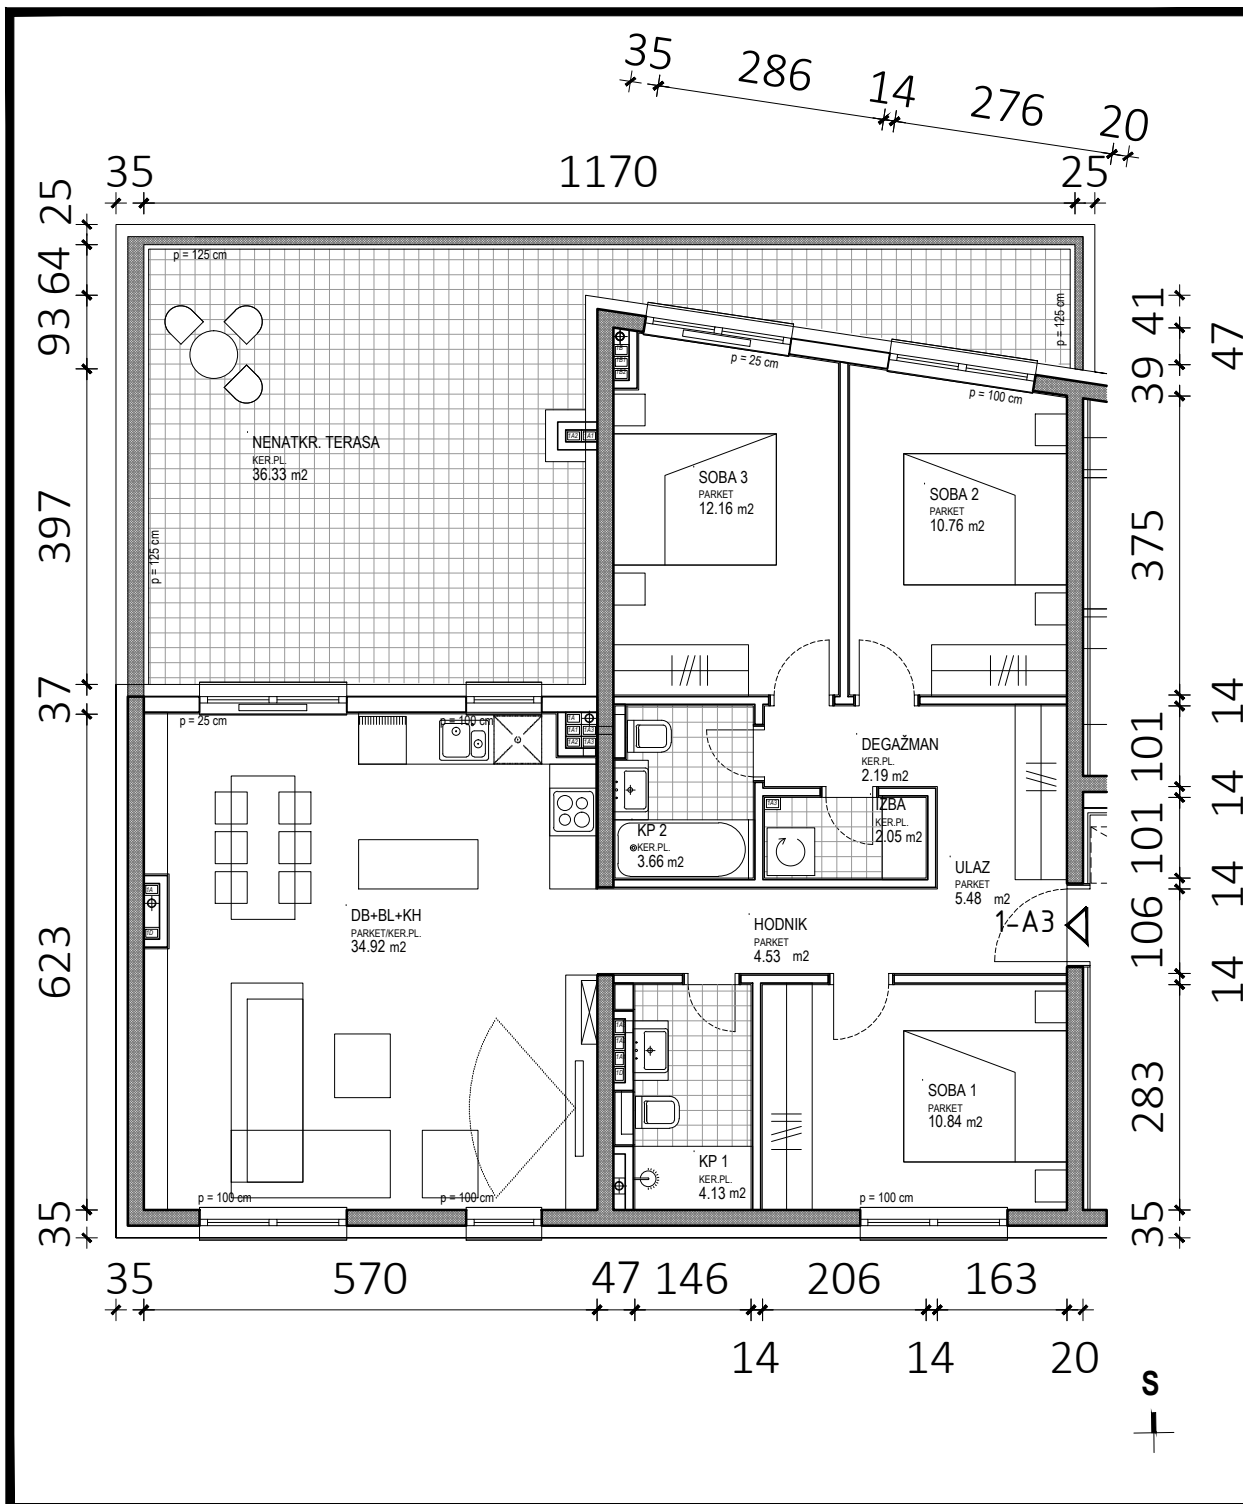 35
286
14
276
20
35
1170
25
25
64
93
397
37
623
35
41
47
39
375
14
101
14
101
14
106
14
283
35
p = 125 cm
p = 125 cm
p = 125 cm
p = 25 cm
p = 100 cm
NENATKR. TERASA
KER.PL.
36.33 m2
SOBA 3
PARKET
12.16 m2
SOBA 2
PARKET
10.76 m2
p = 25 cm
p = 100 cm
DEGAŽMAN
KER.PL.
2.19 m2
IZBA
KER.PL.
2.05 m2
KP 2
KER.PL.
3.66 m2
ULAZ
PARKET
5.48 m2
1-A3
DB+BL+KH
PARKET/KER.PL.
34.92 m2
HODNIK
PARKET
4.53 m2
SOBA 1
PARKET
10.84 m2
KP 1
KER.PL.
4.13 m2
p = 100 cm
p = 100 cm
p = 100 cm
35
570
47
146
206
163
14
14
20
S